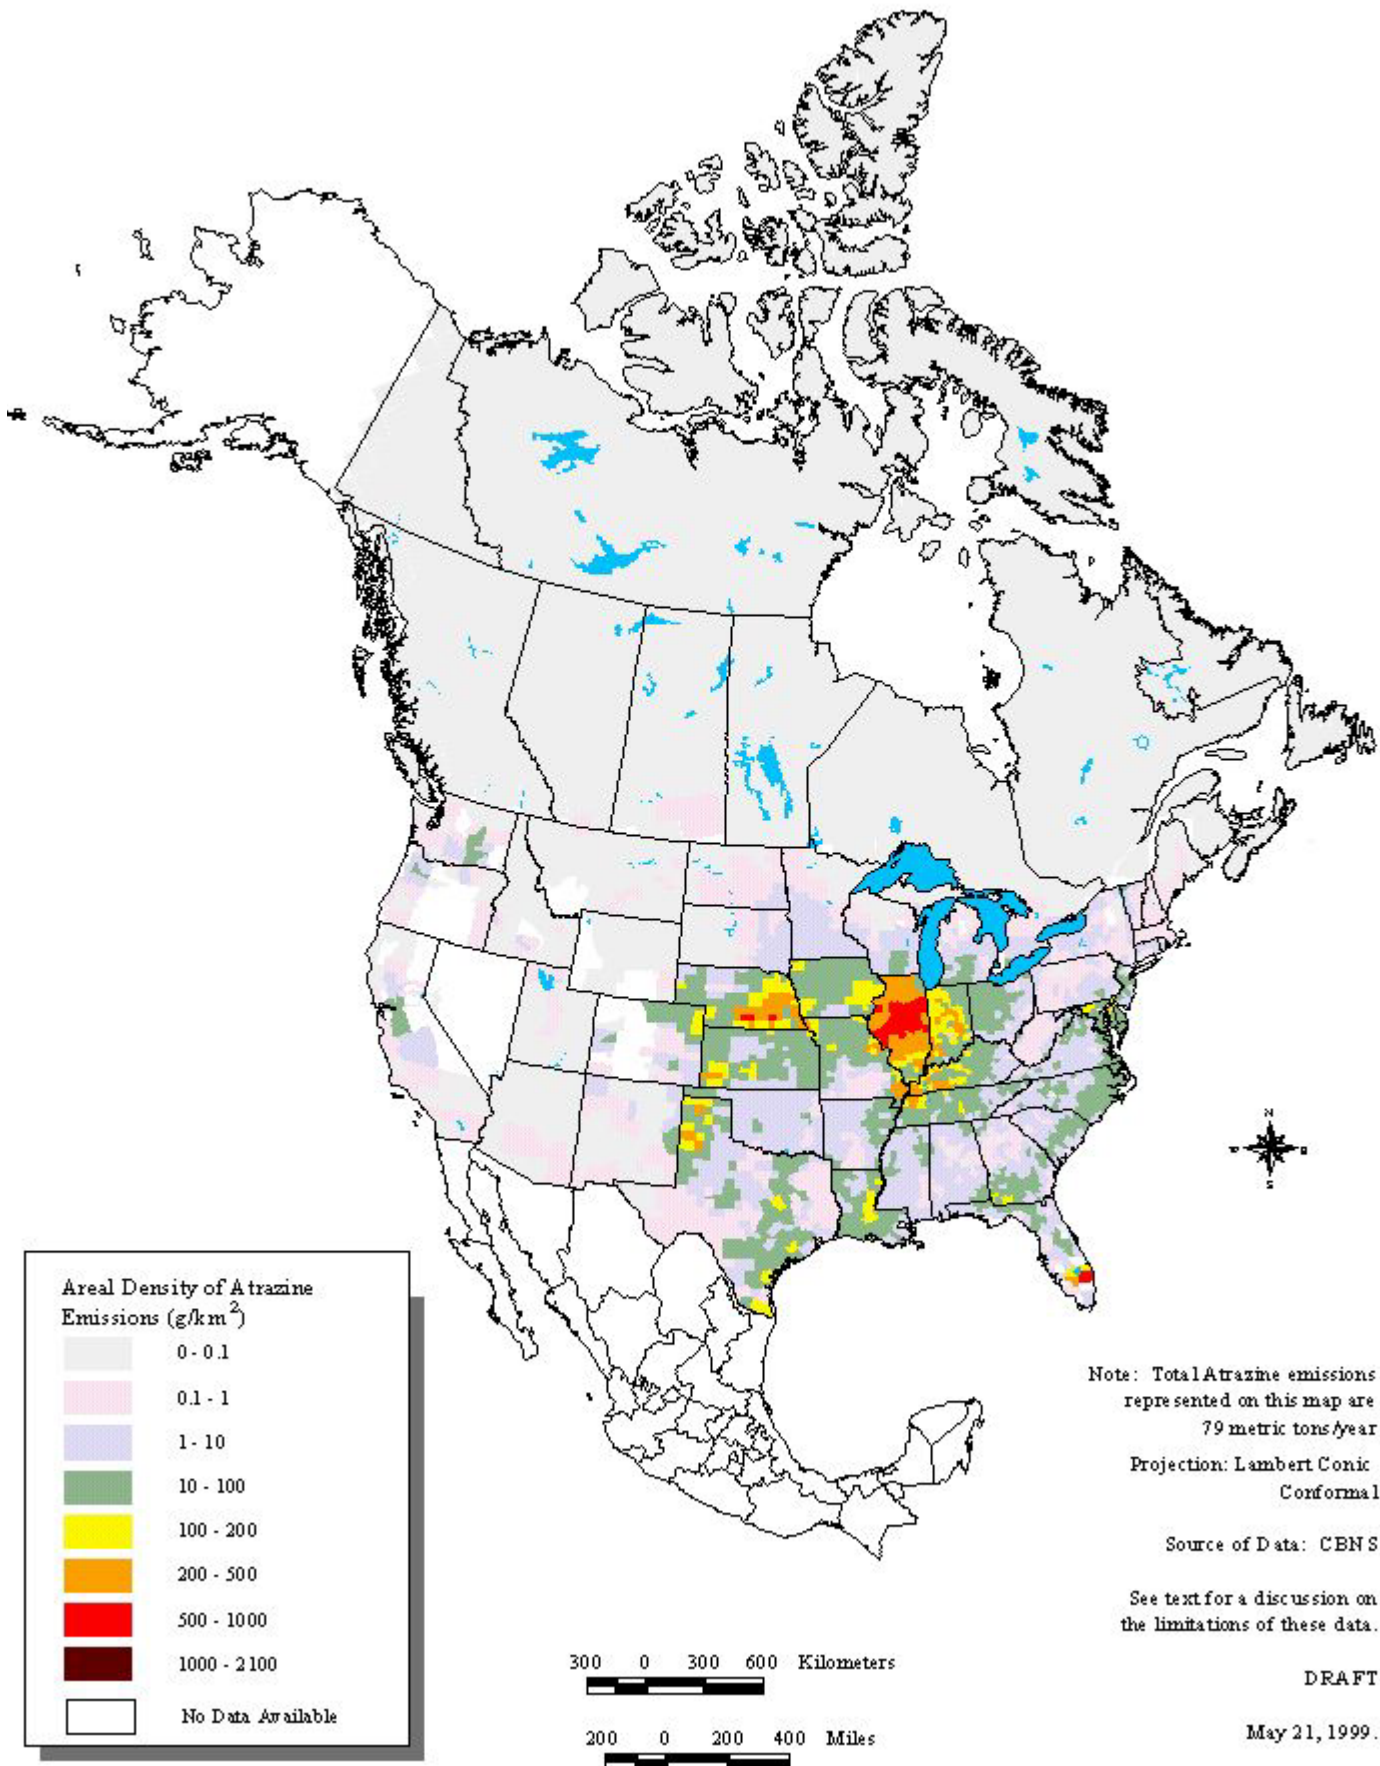 N
S
Areal Density of Atrazine
Emissions (g/km²)
0 - 0.1
0.1 - 1
1 - 10
10 - 100
100 - 200
200 - 500
500 - 1000
1000 - 2100
No Data Available
Note: Total Atrazine emissions
represented on this map are
79 metric tons/year
Projection: Lambert Conic
Conformal
Source of Data: CBNS
See text for a discussion on
the limitations of these data.
DRAFT
May 21, 1999.
300 0 300 600 Kilometers
200 0 200 400 Miles